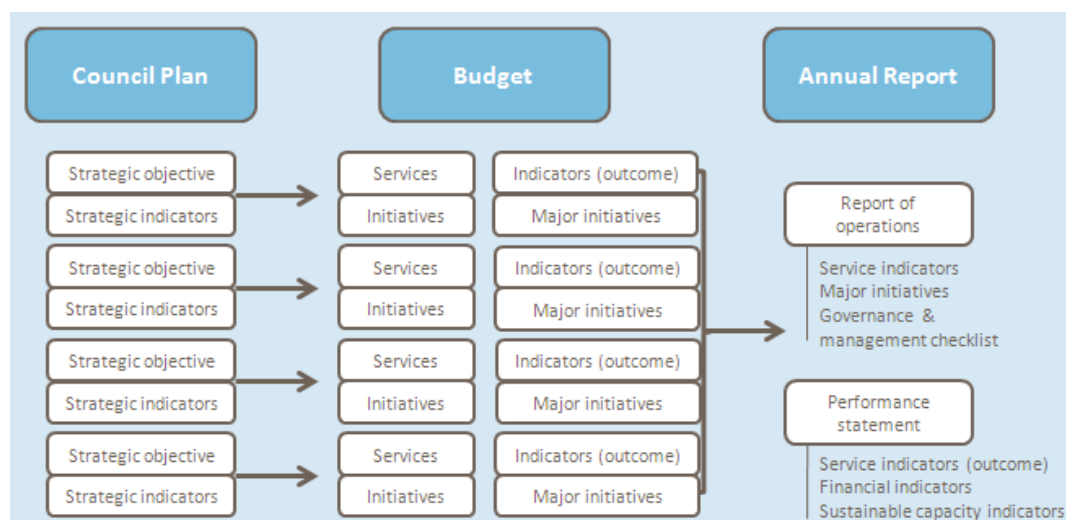 Council Plan
Budget
Annual Report
Strategic objective
Strategic indicators
Services
Initiatives
Indicators (outcome)
Major initiatives
Strategic objective
Strategic indicators
Services
Initiatives
Indicators (outcome)
Major initiatives
Strategic objective
Strategic indicators
Services
Initiatives
Indicators (outcome)
Major initiatives
Strategic objective
Strategic indicators
Services
Initiatives
Indicators (outcome)
Major initiatives
Report of
operations
Service indicators
Major initiatives
Governance &
management checklist
Performance
statement
Service indicators (outcome)
Financial indicators
Sustainable capacity indicators